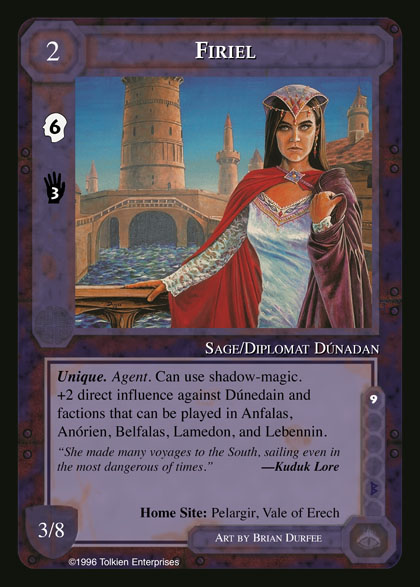 2
FIRIEL
6
3
SAGE/DIPLOMAT DÚNADAN
Unique. Agent. Can use shadow-magic.
+2 direct influence against Dúnedain and
factions that can be played in Anfalas,
Anórien, Belfalas, Lamedon, and Lebennin.
9
“She made many voyages to the South, sailing even in
the most dangerous of times.” —Kuduk Lore
Home Site: Pelargir, Vale of Erech
3/8
ART BY BRIAN DURFEE
©1996 Tolkien Enterprises